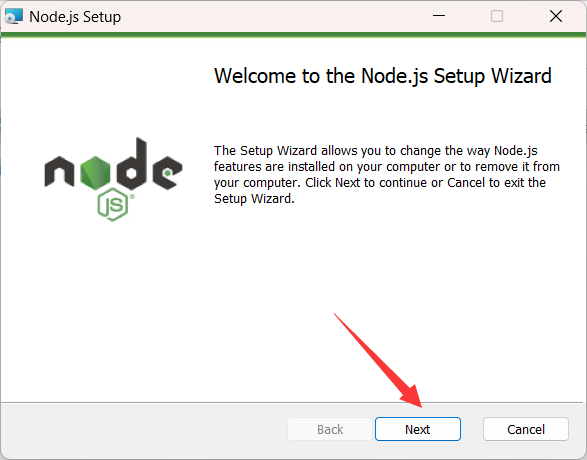 Node.js Setup
Welcome to the Node.js Setup Wizard
node
JS
The Setup Wizard allows you to change the way Node.js
features are installed on your computer or to remove it from
your computer. Click Next to continue or Cancel to exit the
Setup Wizard.
Back
Next
Cancel